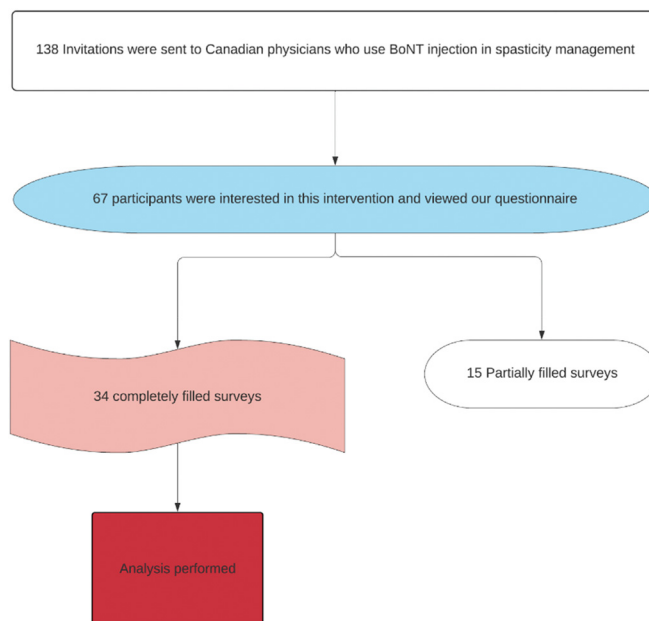 138 Invitations were sent to Canadian physicians who use BoNT injection in spasticity management
67 participants were interested in this intervention and viewed our questionnaire
34 completely filled surveys
15 Partially filled surveys
Analysis performed